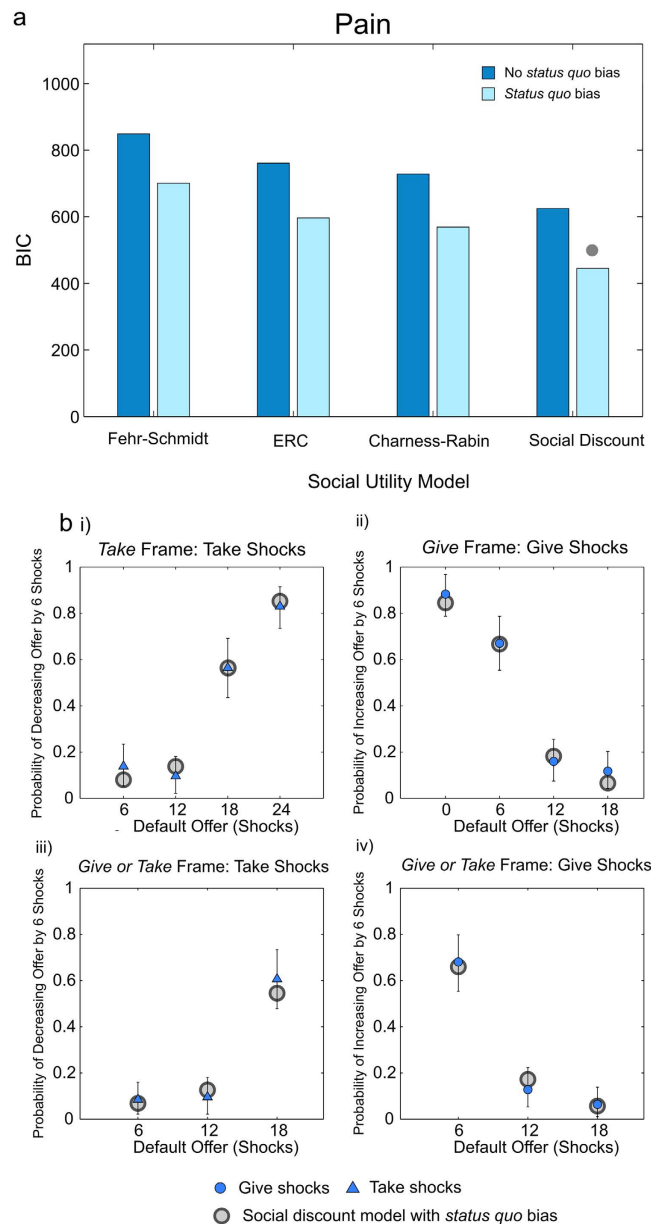 a
Pain
No status quo bias
Status quo bias
1000
800
600
400
200
0
BIC
Fehr-Schmidt
ERC
Charness-Rabin
Social Discount
Social Utility Model
b i)
Take Frame: Take Shocks
Probability of Decreasing Offer by 6 Shocks
1
0.8
0.6
0.4
0.2
0
6 12 18 24
Default Offer (Shocks)
ii)
Give Frame: Give Shocks
Probability of Increasing Offer by 6 Shocks
1
0.8
0.6
0.4
0.2
0
0 6 12 18
Default Offer (Shocks)
iii)
Give or Take Frame: Take Shocks
Probability of Decreasing Offer by 6 Shocks
1
0.8
0.6
0.4
0.2
0
6 12 18
Default Offer (Shocks)
iv)
Give or Take Frame: Give Shocks
Probability of Increasing Offer by 6 Shocks
1
0.8
0.6
0.4
0.2
0
6 12 18
Default Offer (Shocks)
Give shocks Take shocks
Social discount model with status quo bias